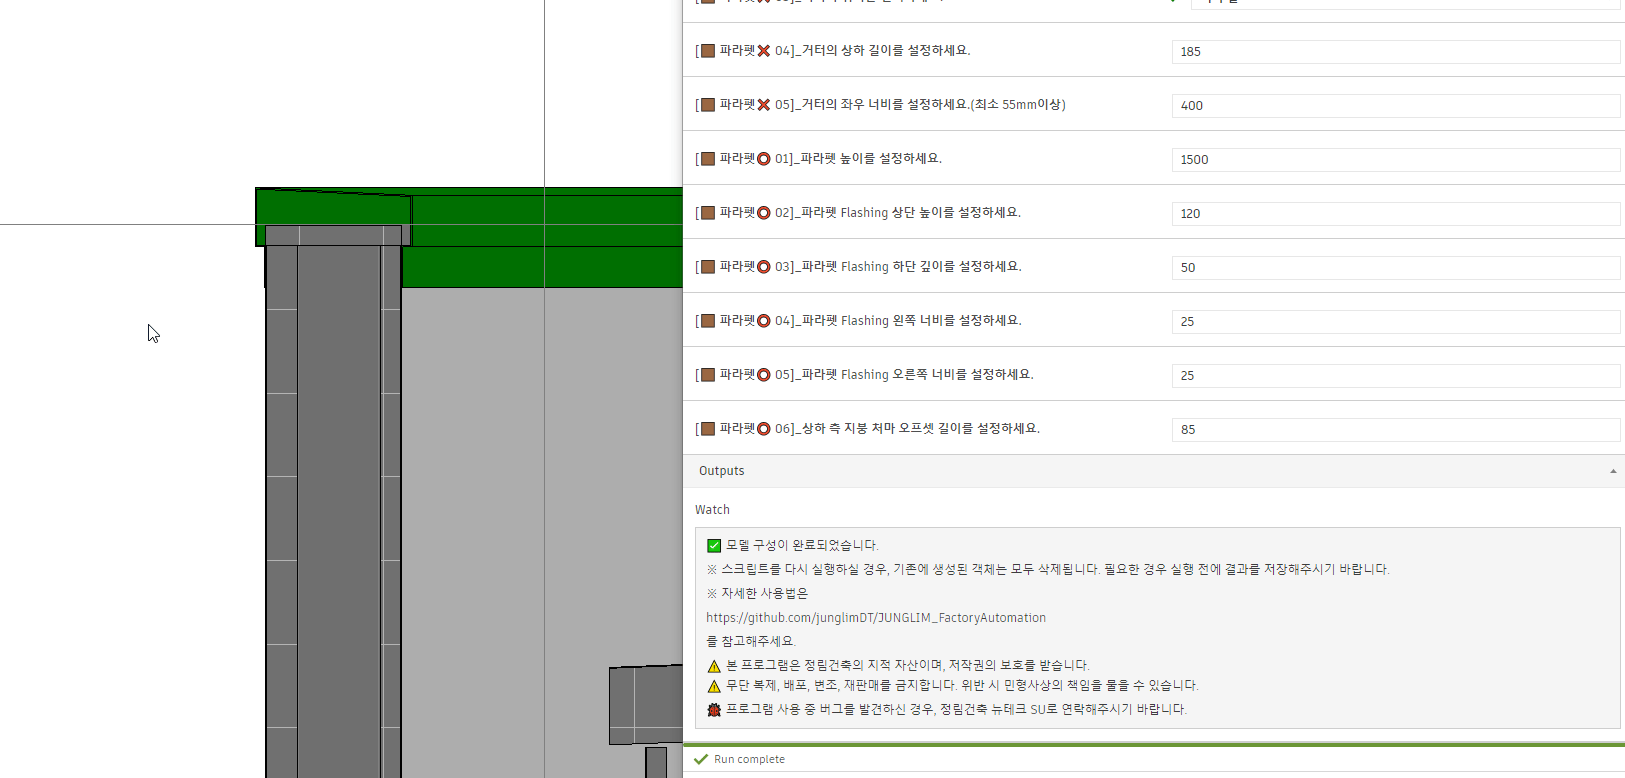 [🟫 파라펫❌ 04]_거터의 상하 길이를 설정하세요.
185
[🟫 파라펫❌ 05]_거터의 좌우 너비를 설정하세요.(최소 55mm이상)
400
[🟫 파라펫⭕ 01]_파라펫 높이를 설정하세요.
1500
[🟫 파라펫⭕ 02]_파라펫 Flashing 상단 높이를 설정하세요.
120
[🟫 파라펫⭕ 03]_파라펫 Flashing 하단 깊이를 설정하세요.
50
[🟫 파라펫⭕ 04]_파라펫 Flashing 왼쪽 너비를 설정하세요.
25
[🟫 파라펫⭕ 05]_파라펫 Flashing 오른쪽 너비를 설정하세요.
25
[🟫 파라펫⭕ 06]_상하 측 지붕 처마 오프셋 길이를 설정하세요.
85
Outputs
Watch
✅ 모델 구성이 완료되었습니다.
※ 스크립트를 다시 실행하실 경우, 기존에 생성된 객체는 모두 삭제됩니다. 필요한 경우 실행 전에 결과를 저장해주시기 바랍니다.
※ 자세한 사용법은
https://github.com/junglimDT/JUNGLIM_FactoryAutomation
를 참고해주세요.
⚠ 본 프로그램은 정림건축의 지적 자산이며, 저작권의 보호를 받습니다.
⚠ 무단 복제, 배포, 변조, 재판매를 금지합니다. 위반 시 민형사상의 책임을 물을 수 있습니다.
🐞 프로그램 사용 중 버그를 발견하신 경우, 정림건축 뉴테크 SU로 연락해주시기 바랍니다.
Run complete